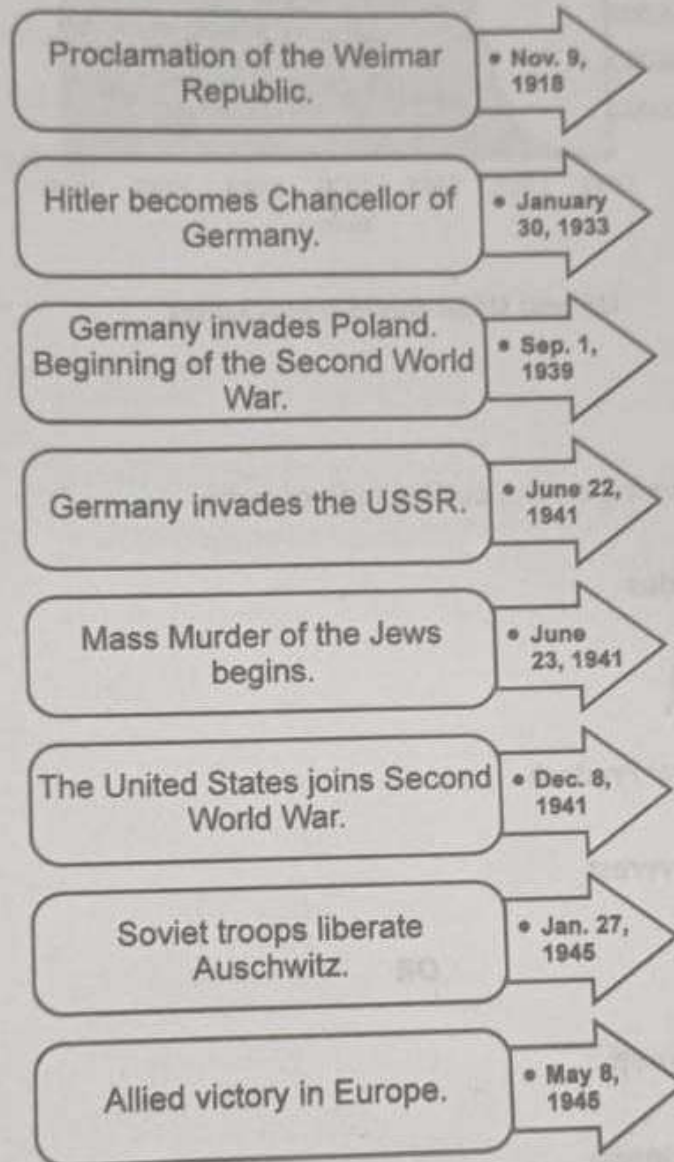 Proclamation of the Weimar
Republic.
• Nov. 9,
1918
Hitler becomes Chancellor of
Germany.
• January
30, 1933
Germany invades Poland.
Beginning of the Second World
War.
• Sep. 1,
1939
Germany invades the USSR.
• June 22,
1941
Mass Murder of the Jews
begins.
• June
23, 1941
The United States joins Second
World War.
• Dec. 8,
1941
Soviet troops liberate
Auschwitz.
• Jan. 27,
1945
Allied victory in Europe.
• May 8,
1945